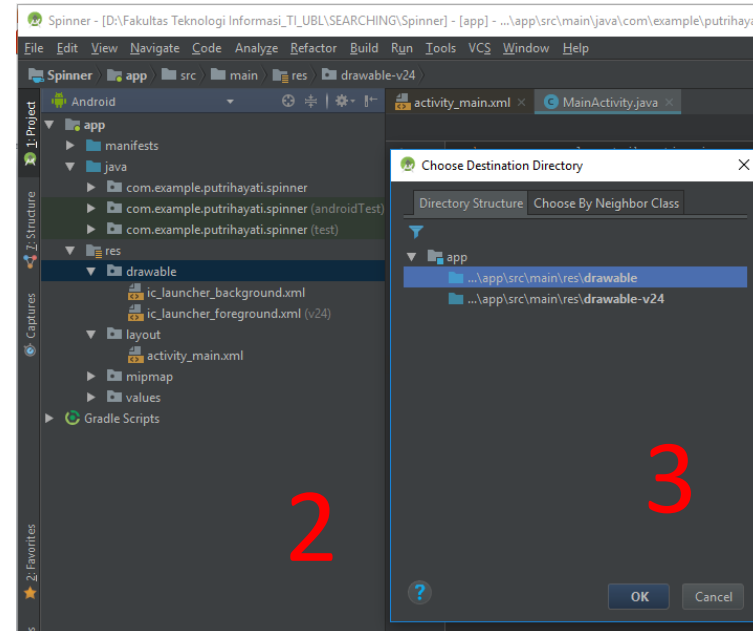 Spinner - [D:\Fakultas Teknologi Informasi_TI_UBL\SEARCHING\Spinner] - [app] - ...\app\src\main\java\com\example\putrihaya
File Edit View Navigate Code Analyze Refactor Build Run Tools VCS Window Help
Spinner app src main res drawable-v24
Android
activity_main.xml
MainActivity.java
1: Project
7: Structure
Captures
2: Favorites
app
manifests
java
com.example.putrihayati.spinner
com.example.putrihayati.spinner (androidTest)
com.example.putrihayati.spinner (test)
res
drawable
ic_launcher_background.xml
ic_launcher_foreground.xml (v24)
layout
activity_main.xml
mipmap
values
Gradle Scripts
2
Choose Destination Directory
Directory Structure Choose By Neighbor Class
app
...\app\src\main\res\drawable
...\app\src\main\res\drawable-v24
3
?
OK Cancel